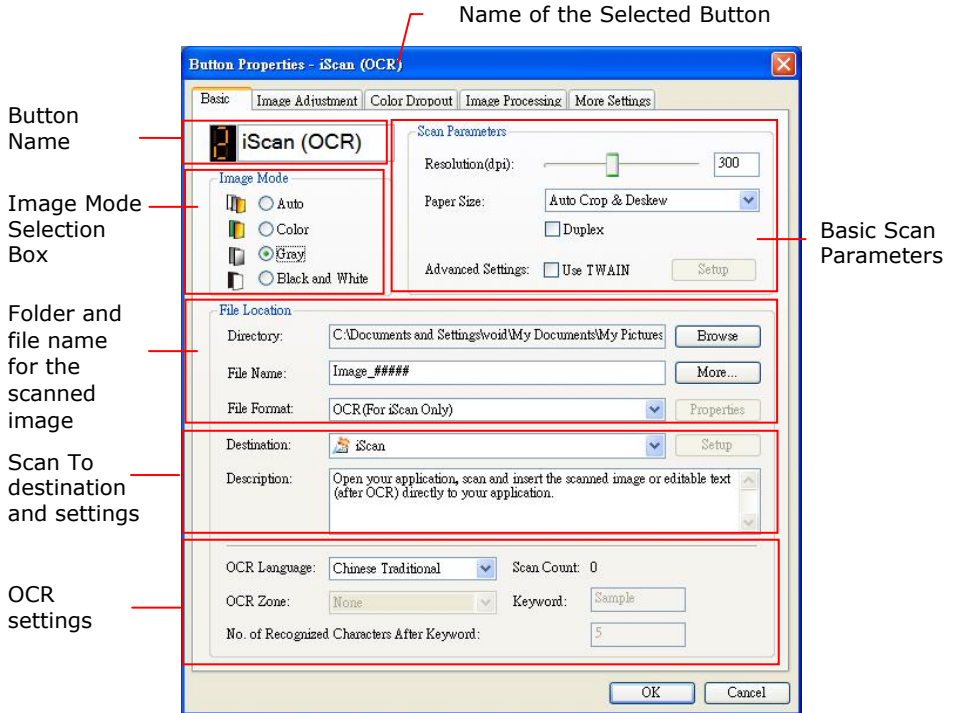 Name of the Selected Button
Button Properties - iScan (OCR)
Basic
Image Adjustment
Color Dropout
Image Processing
More Settings
Button
Name
2
iScan (OCR)
Scan Parameters
Resolution(dpi):
300
Paper Size:
Auto Crop & Deskew
Duplex
Advanced Settings:
Use TWAIN
Setup
Basic Scan
Parameters
Image Mode
Selection
Box
Image Mode
Auto
Color
Gray
Black and White
Folder and
file name
for the
scanned
image
File Location
Directory:
C:\Documents and Settings\void\My Documents\My Pictures
Browse
File Name:
Image_#####
More...
File Format:
OCR(For iScan Only)
Properties
Scan To
destination
and settings
Destination:
iScan
Setup
Description:
Open your application, scan and insert the scanned image or editable text
(after OCR) directly to your application.
OCR
settings
OCR Language:
Chinese Traditional
Scan Count: 0
OCR Zone:
None
Keyword:
Sample
No. of Recognized Characters After Keyword:
5
OK
Cancel